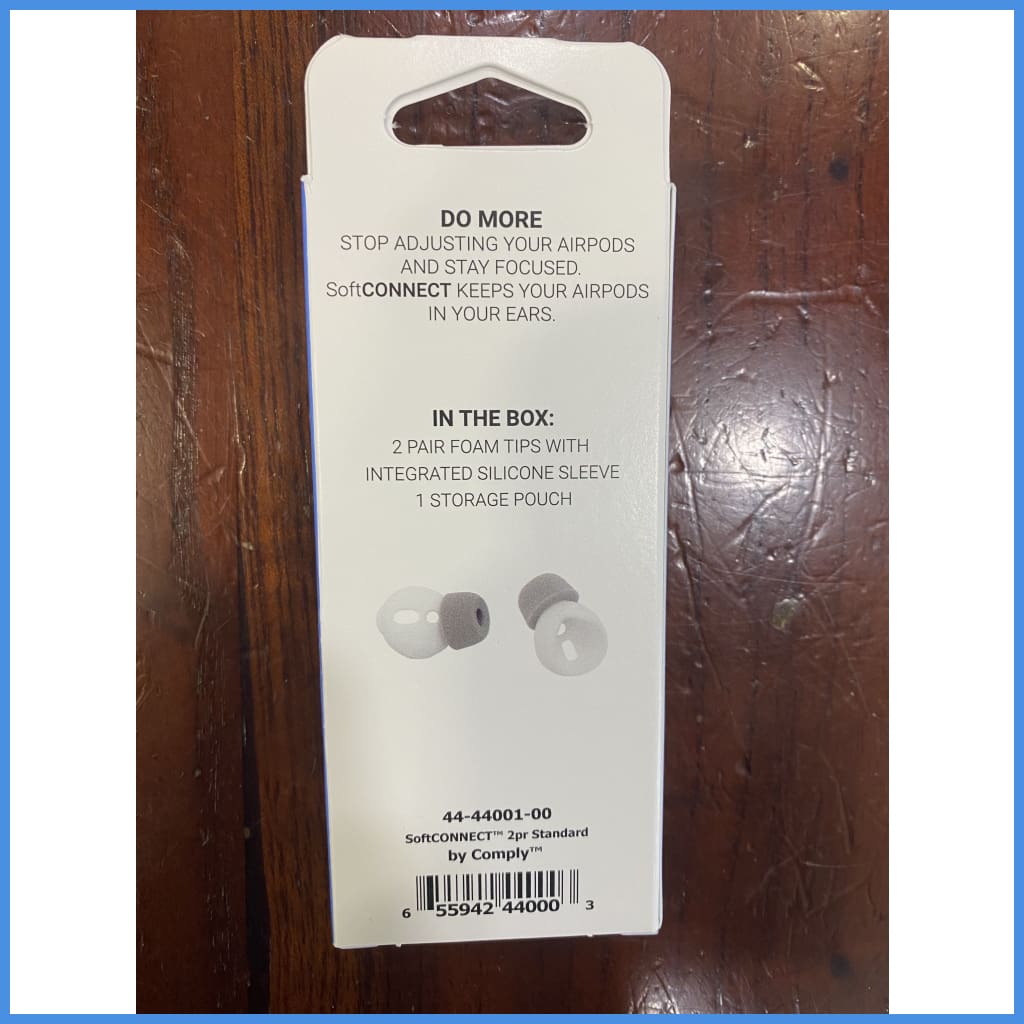 DO MORE
STOP ADJUSTING YOUR AIRPODS
AND STAY FOCUSED.
SoftCONNECT KEEPS YOUR AIRPODS
IN YOUR EARS.
IN THE BOX:
2 PAIR FOAM TIPS WITH
INTEGRATED SILICONE SLEEVE
1 STORAGE POUCH
44-44001-00
SoftCONNECT™ 2pr Standard
by Comply™
6 55942 44000 3